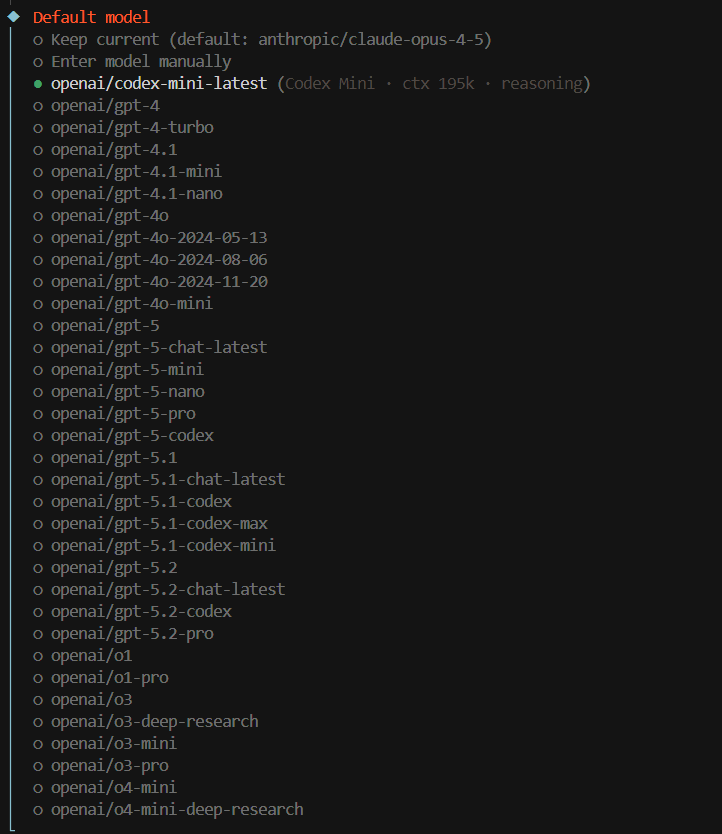 Default model
Keep current (default: anthropic/claude-opus-4-5)
Enter model manually
openai/codex-mini-latest (Codex Mini · ctx 195k · reasoning)
openai/gpt-4
openai/gpt-4-turbo
openai/gpt-4.1
openai/gpt-4.1-mini
openai/gpt-4.1-nano
openai/gpt-4o
openai/gpt-4o-2024-05-13
openai/gpt-4o-2024-08-06
openai/gpt-4o-2024-11-20
openai/gpt-4o-mini
openai/gpt-5
openai/gpt-5-chat-latest
openai/gpt-5-mini
openai/gpt-5-nano
openai/gpt-5-pro
openai/gpt-5-codex
openai/gpt-5.1
openai/gpt-5.1-chat-latest
openai/gpt-5.1-codex
openai/gpt-5.1-codex-max
openai/gpt-5.1-codex-mini
openai/gpt-5.2
openai/gpt-5.2-chat-latest
openai/gpt-5.2-codex
openai/gpt-5.2-pro
openai/o1
openai/o1-pro
openai/o3
openai/o3-deep-research
openai/o3-mini
openai/o3-pro
openai/o4-mini
openai/o4-mini-deep-research